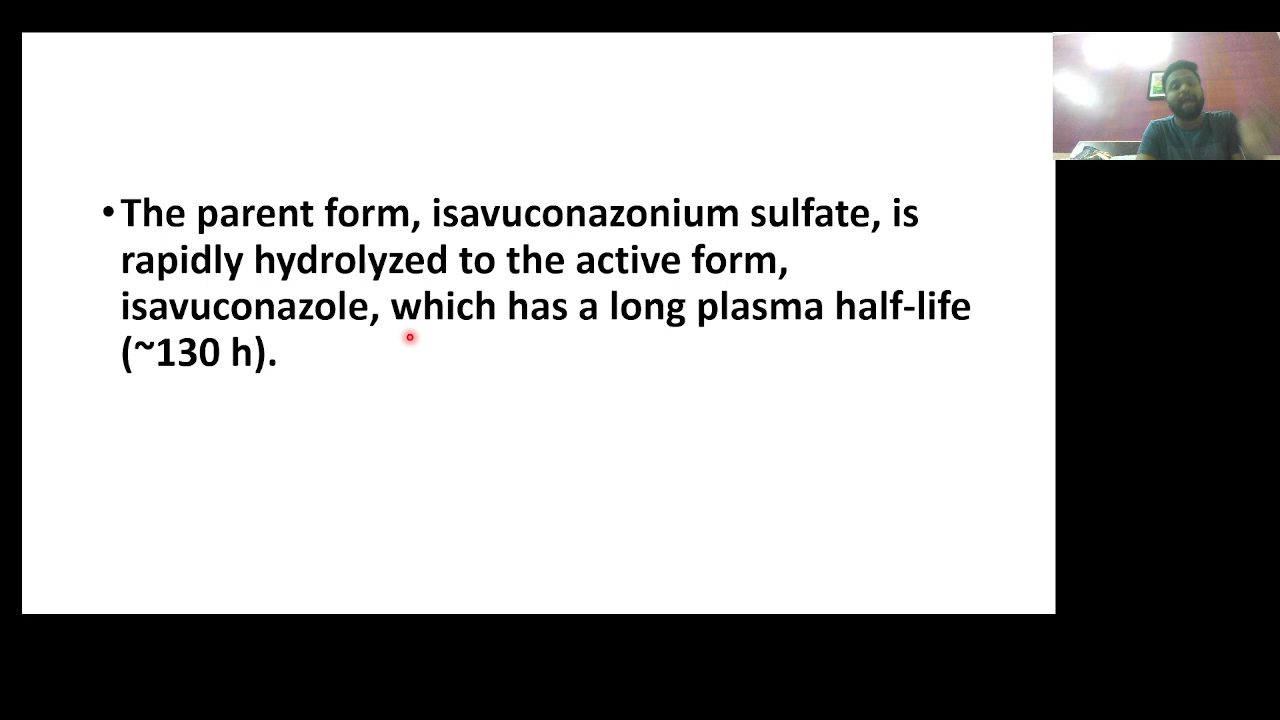 • The parent form, isavuconazonium sulfate, is
rapidly hydrolyzed to the active form,
isavuconazole, which has a long plasma half-life
(~130 h).